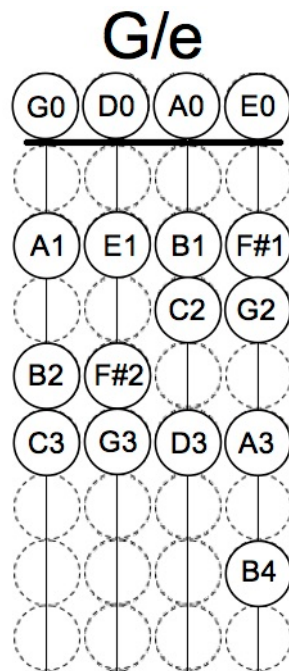 G/e
G0 D0 A0 E0
A1 E1 B1 F#1
C2 G2
B2 F#2
C3 G3 D3 A3
B4